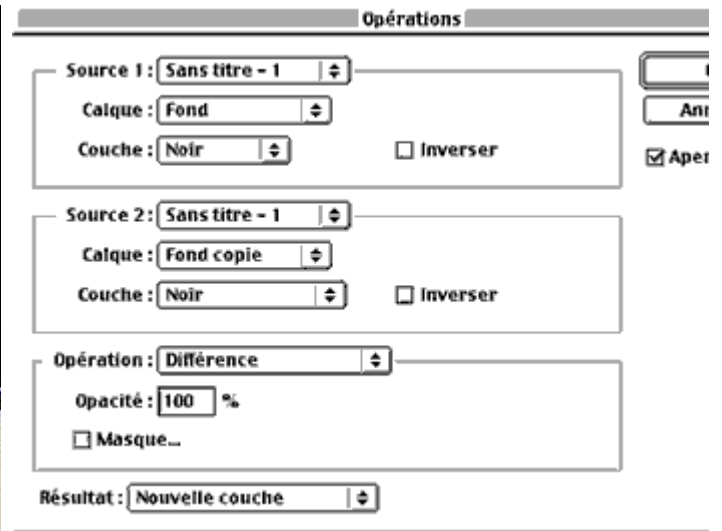 Opérations
Source 1: Sans titre - 1
Calque : Fond
Couche : Noir
Inverser
Source 2: Sans titre - 1
Calque : Fond copie
Couche : Noir
Inverser
Opération : Différence
Opacité : 100 %
Masque...
Résultat : Nouvelle couche